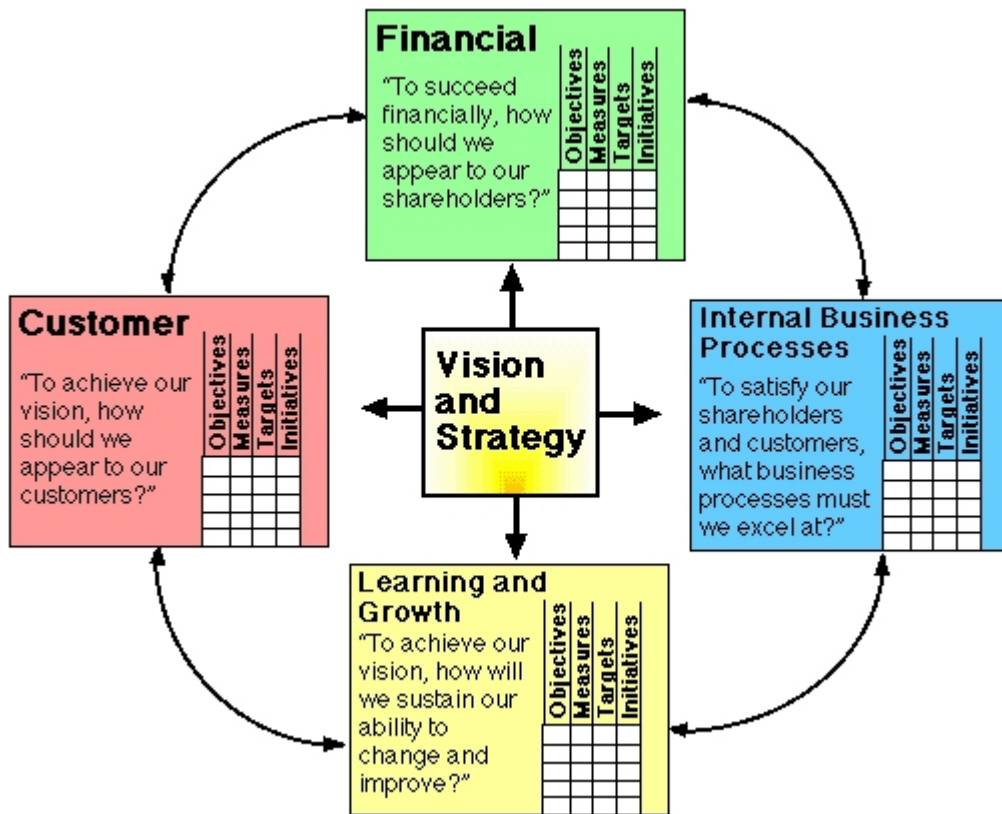 Financial
“To succeed
financially, how
should we
appear to our
shareholders?”
Objectives
Measures
Targets
Initiatives
Customer
“To achieve our
vision, how
should we
appear to our
customers?”
Objectives
Measures
Targets
Initiatives
Vision
and
Strategy
Internal Business
Processes
“To satisfy our
shareholders
and customers,
what business
processes must
we excel at?”
Objectives
Measures
Targets
Initiatives
Learning and
Growth
“To achieve our
vision, how will
we sustain our
ability to
change and
improve?”
Objectives
Measures
Targets
Initiatives